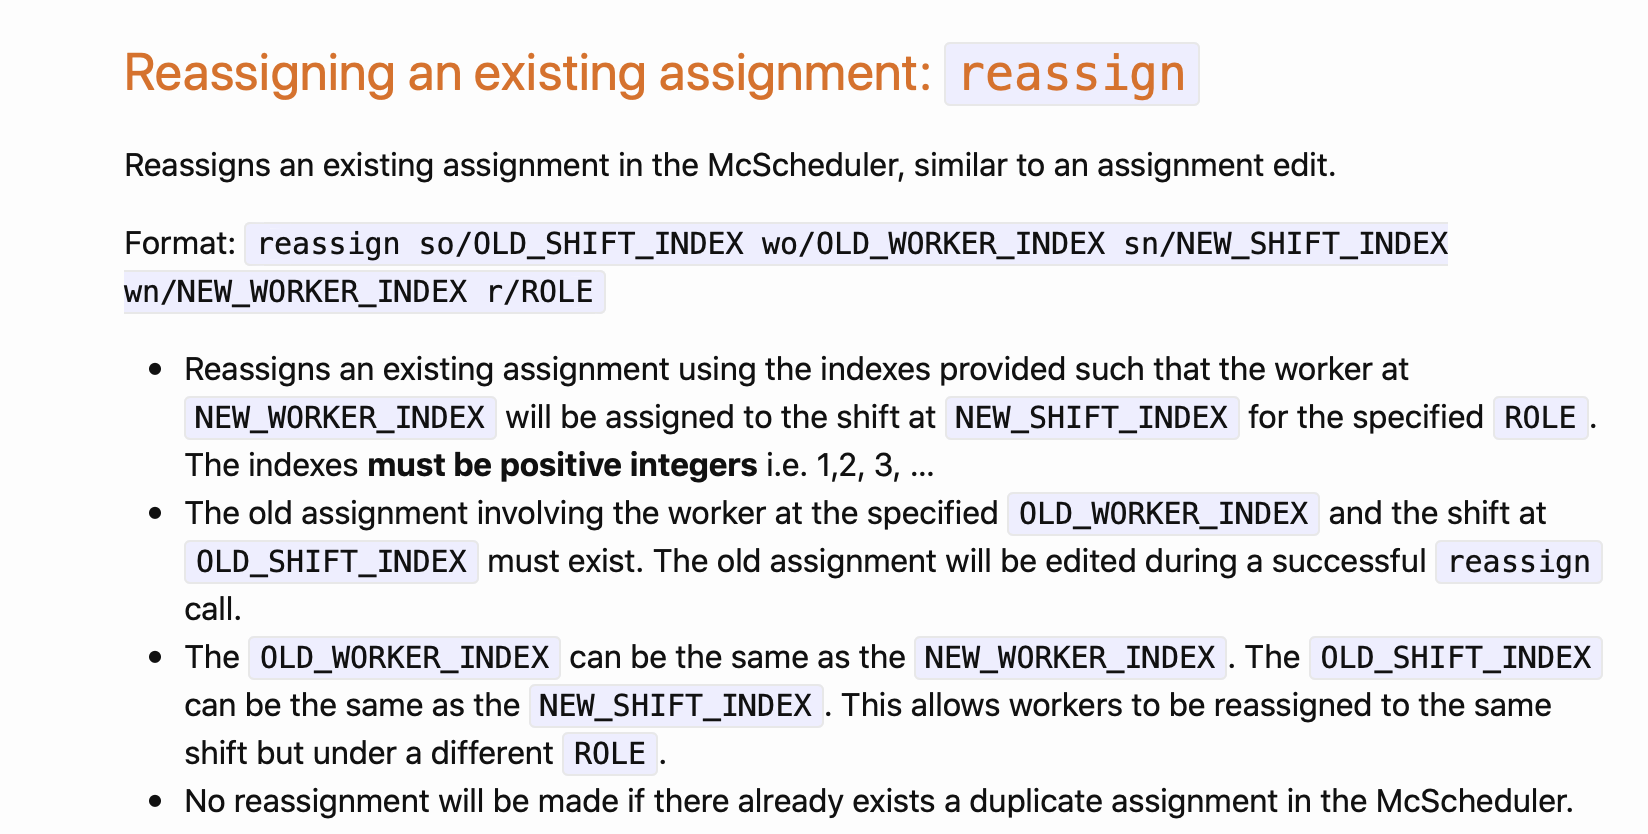 Reassigning an existing assignment: reassign
Reassigns an existing assignment in the McScheduler, similar to an assignment edit.
Format: reassign so/OLD_SHIFT_INDEX wo/OLD_WORKER_INDEX sn/NEW_SHIFT_INDEX
wn/NEW_WORKER_INDEX r/ROLE
• Reassigns an existing assignment using the indexes provided such that the worker at
NEW_WORKER_INDEX will be assigned to the shift at NEW_SHIFT_INDEX for the specified ROLE.
The indexes must be positive integers i.e. 1,2, 3, …
• The old assignment involving the worker at the specified OLD_WORKER_INDEX and the shift at
OLD_SHIFT_INDEX must exist. The old assignment will be edited during a successful reassign
call.
• The OLD_WORKER_INDEX can be the same as the NEW_WORKER_INDEX. The OLD_SHIFT_INDEX
can be the same as the NEW_SHIFT_INDEX. This allows workers to be reassigned to the same
shift but under a different ROLE.
• No reassignment will be made if there already exists a duplicate assignment in the McScheduler.